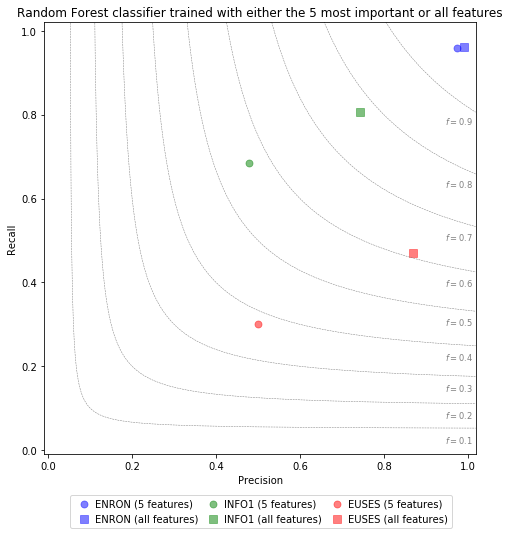 Random Forest classifier trained with either the 5 most important or all features
1.0
0.8
0.6
0.4
0.2
0.0
Recall
f = 0.9
f = 0.8
f = 0.7
f = 0.6
f = 0.5
f = 0.4
f = 0.3
f = 0.2
f = 0.1
0.0 0.2 0.4 0.6 0.8 1.0
Precision
ENRON (5 features) INFO1 (5 features) EUSES (5 features)
ENRON (all features) INFO1 (all features) EUSES (all features)